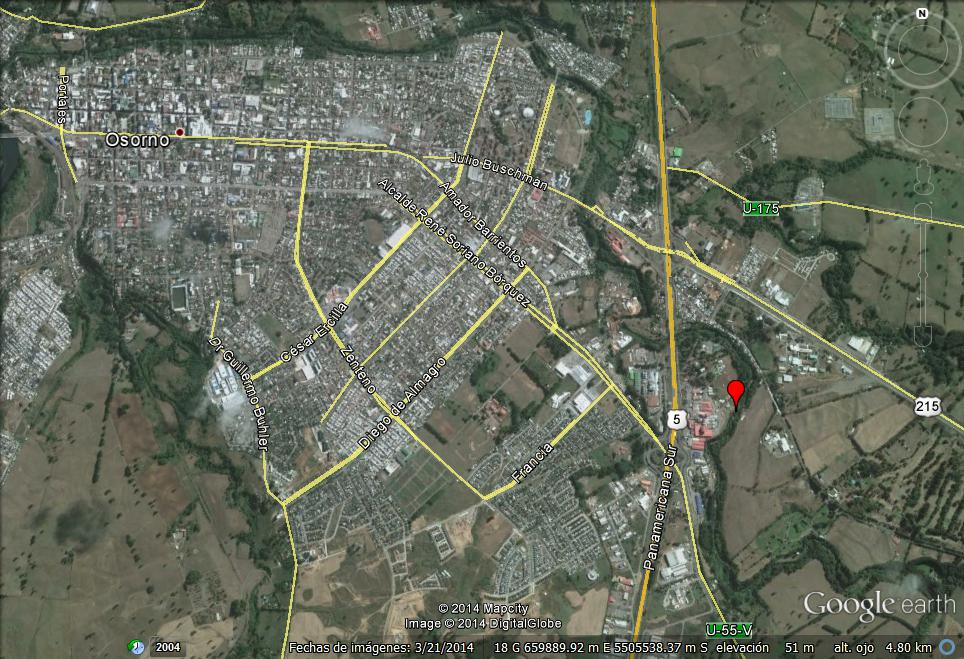 N
Portales
Osorno
Julio Buschman
Alcalde René Soriano Bórquez
Amador Barrientos
U-175
César Ercilla
Zenteno
Dr Guillermo Buhler
Diego de Almagro
215
5
Francia
Panamericana Sur
© 2014 Mapcity
Image © 2014 DigitalGlobe
Google earth
U-55-V
2004
Fechas de imágenes: 3/21/2014 18 G 659889.92 m E 5505538.37 m S elevación 51 m alt. ojo 4.80 km